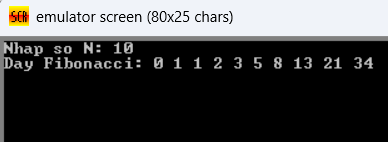 SCR emulator screen (80x25 chars)
Nhap so N: 10
Day Fibonacci: 0 1 1 2 3 5 8 13 21 34